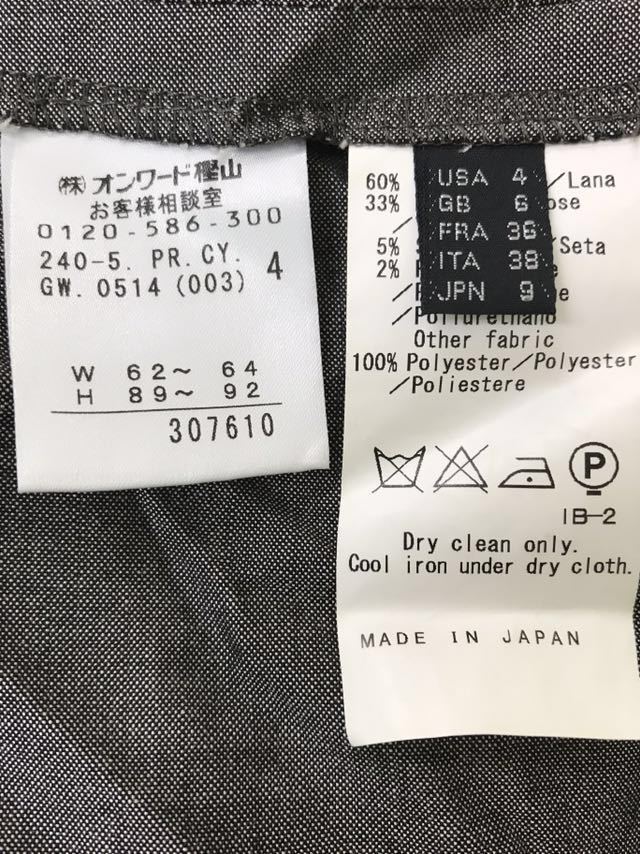 (株)オンワード樫山
お客様相談室
0120-586-300
240-5. PR. CY. 4
GW. 0514 (003)
W 62〜 64
H 89〜 92
307610
USA 4
GB 6
FRA 36
ITA 38
JPN 9
60% /Lana
33%
5% /Seta
2%
Other fabric
100% Polyester/Polyester
/Poliestere
P
IB-2
Dry clean only.
Cool iron under dry cloth.
MADE IN JAPAN